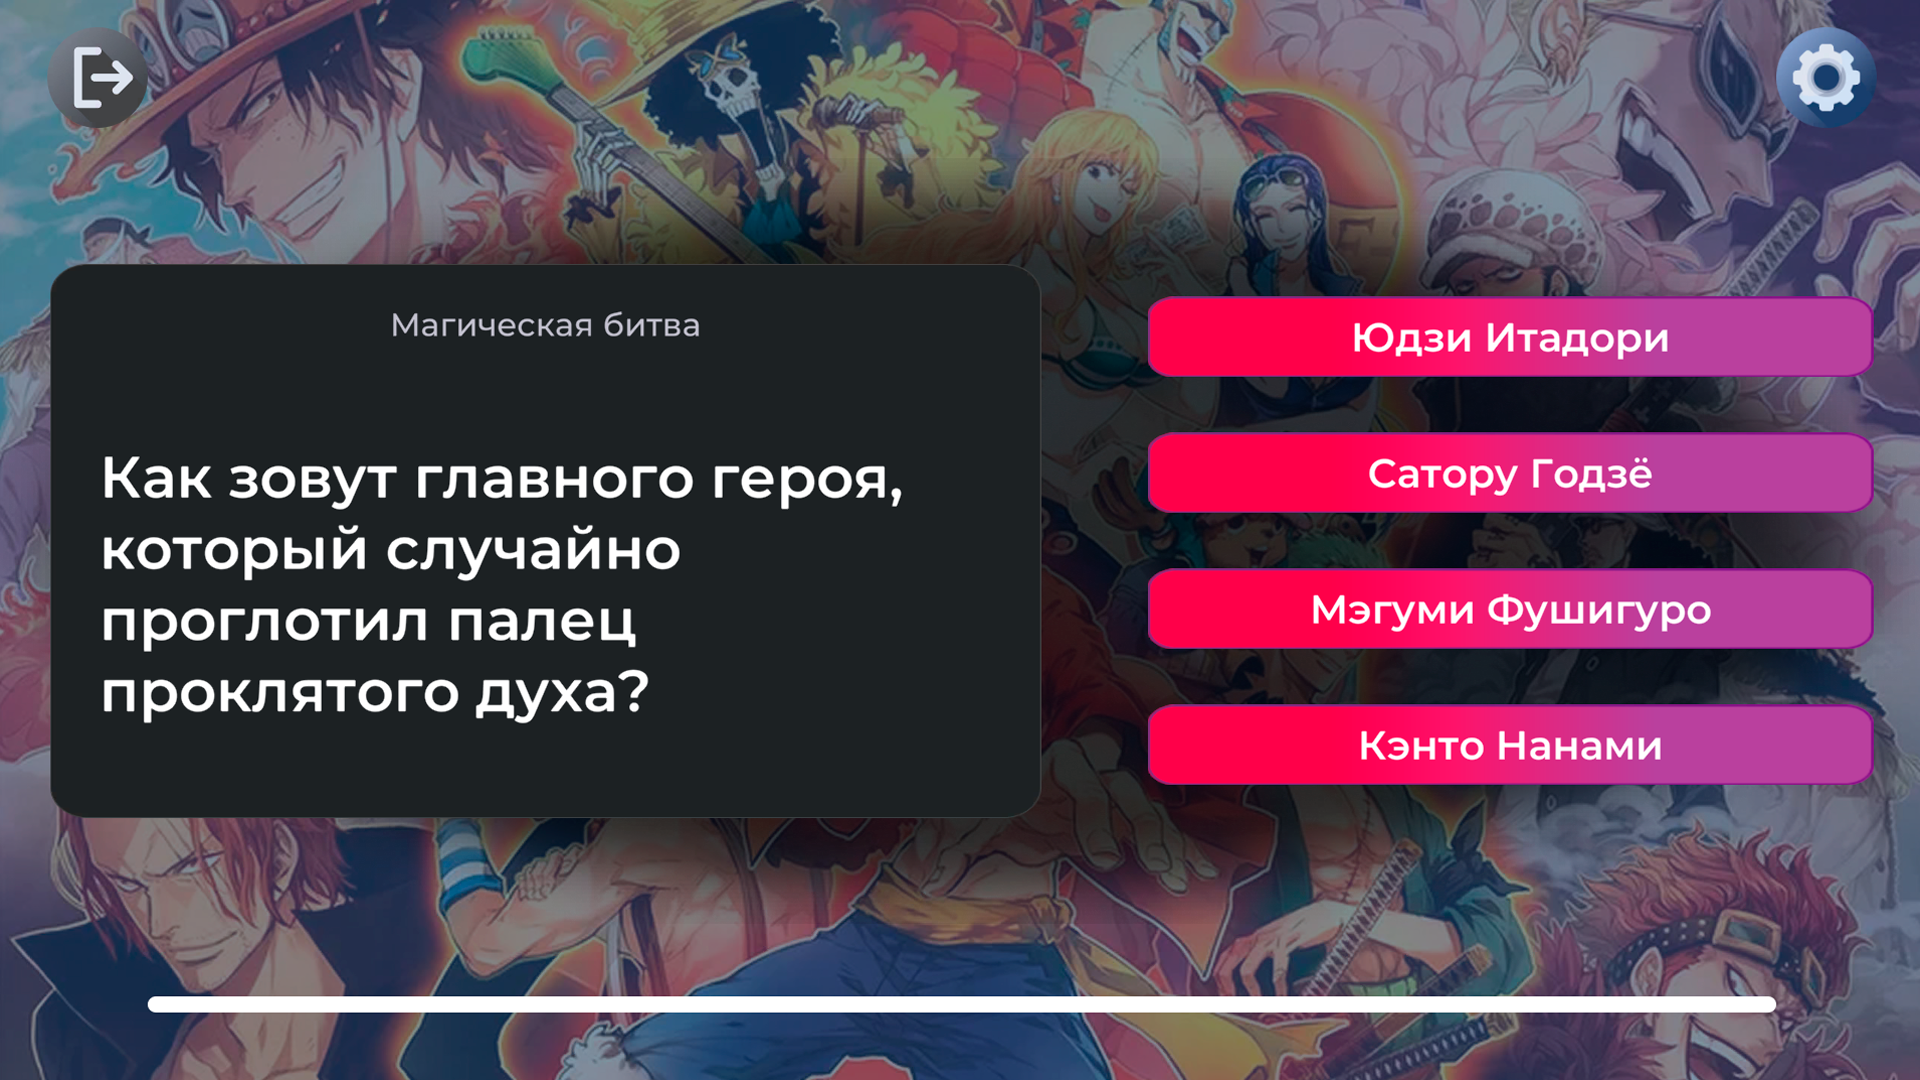 Магическая битва
Как зовут главного героя,
который случайно
проглотил палец
проклятого духа?
Юдзи Итадори
Сатору Годзё
Мэгуми Фушигуро
Кэнто Нанами